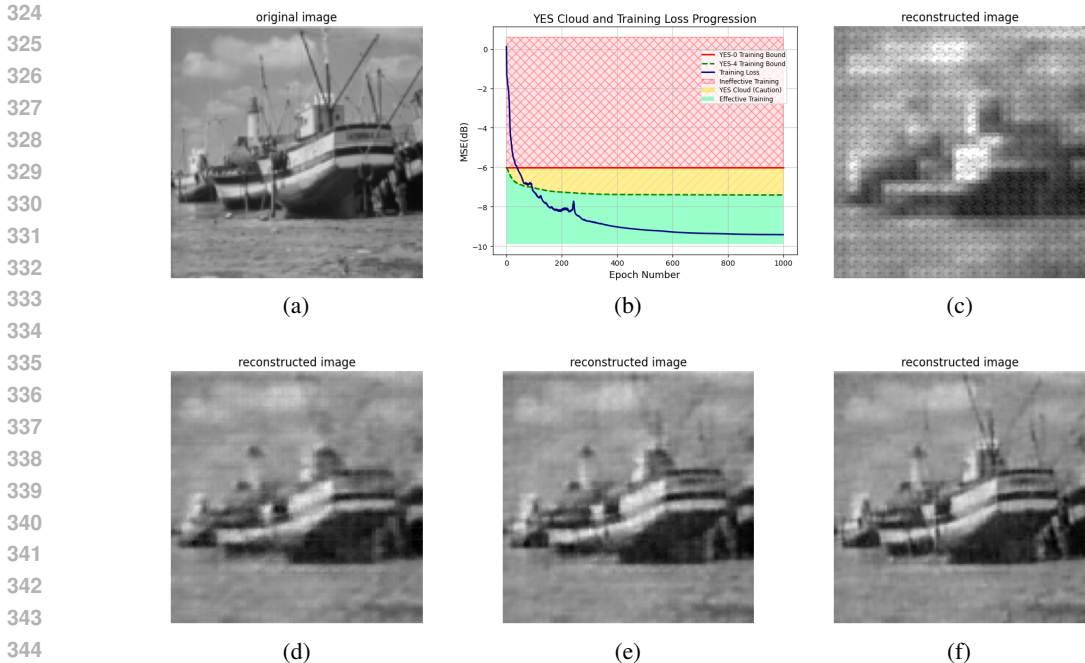 324
325
326
327
328
329
330
331
332
333
334
335
336
337
338
339
340
341
342
343
344
original image
YES Cloud and Training Loss Progression
reconstructed image
MSE(dB)
0
−2
−4
−6
−8
−10
YES-0 Training Bound
YES-4 Training Bound
Training Loss
Ineffective Training
YES Cloud (Caution)
Effective Training
0 200 400 600 800 1000
Epoch Number
(a) (b) (c)
reconstructed image reconstructed image reconstructed image
(d) (e) (f)